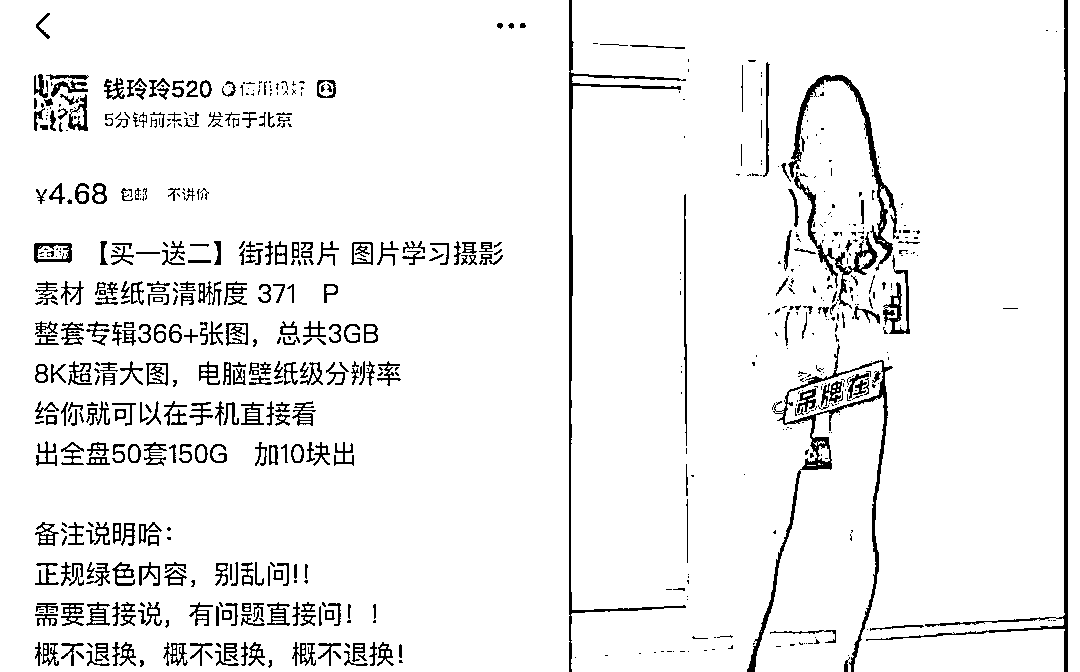 钱玲玲520 信用极好
5分钟前来过 发布于北京
¥4.68 包邮 不讲价
全新 【买一送二】街拍照片 图片学习摄影
素材 壁纸高清晰度 371 P
整套专辑366+张图，总共3GB
8K超清大图，电脑壁纸级分辨率
给你就可以在手机直接看
出全盘50套150G 加10块出
备注说明哈：
正规绿色内容，别乱问!!
需要直接说，有问题直接问！！
概不退换，概不退换，概不退换!
吊牌在!